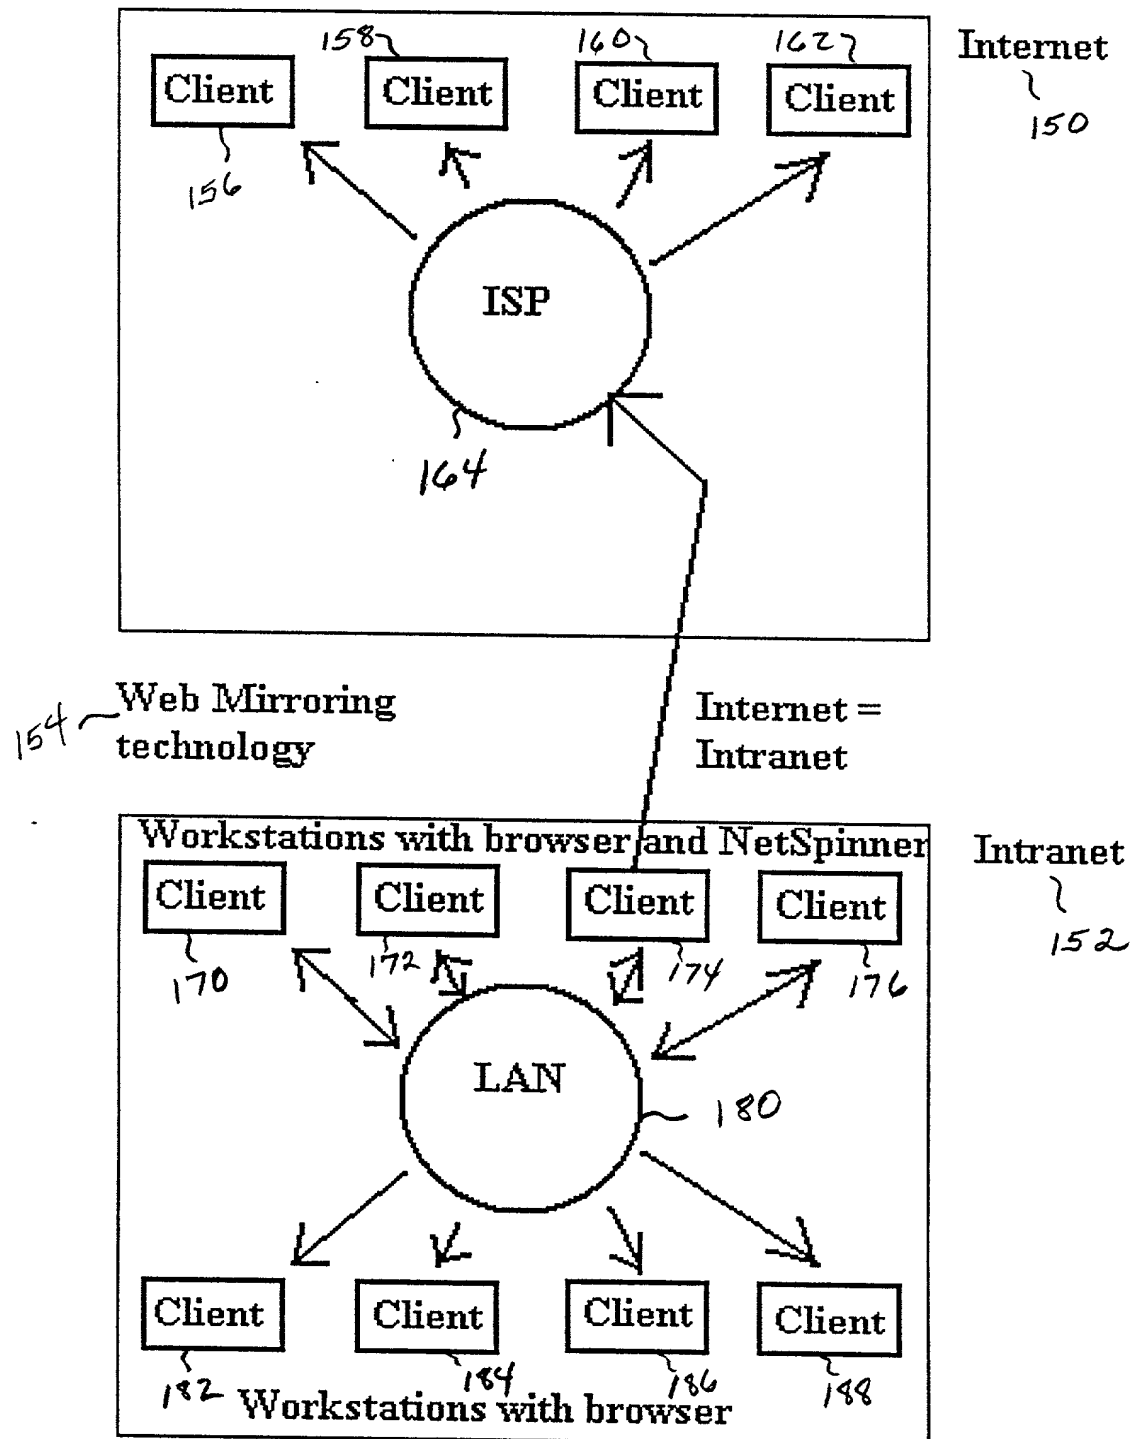 158 160 162 Internet
Client Client Client Client
150
156
ISP
164
154 Web Mirroring
technology
Internet =
Intranet
Workstations with browser and NetSpinner
Intranet
Client Client Client Client
152
170 172 174 176
LAN
180
Client Client Client Client
182 184 186 188
Workstations with browser